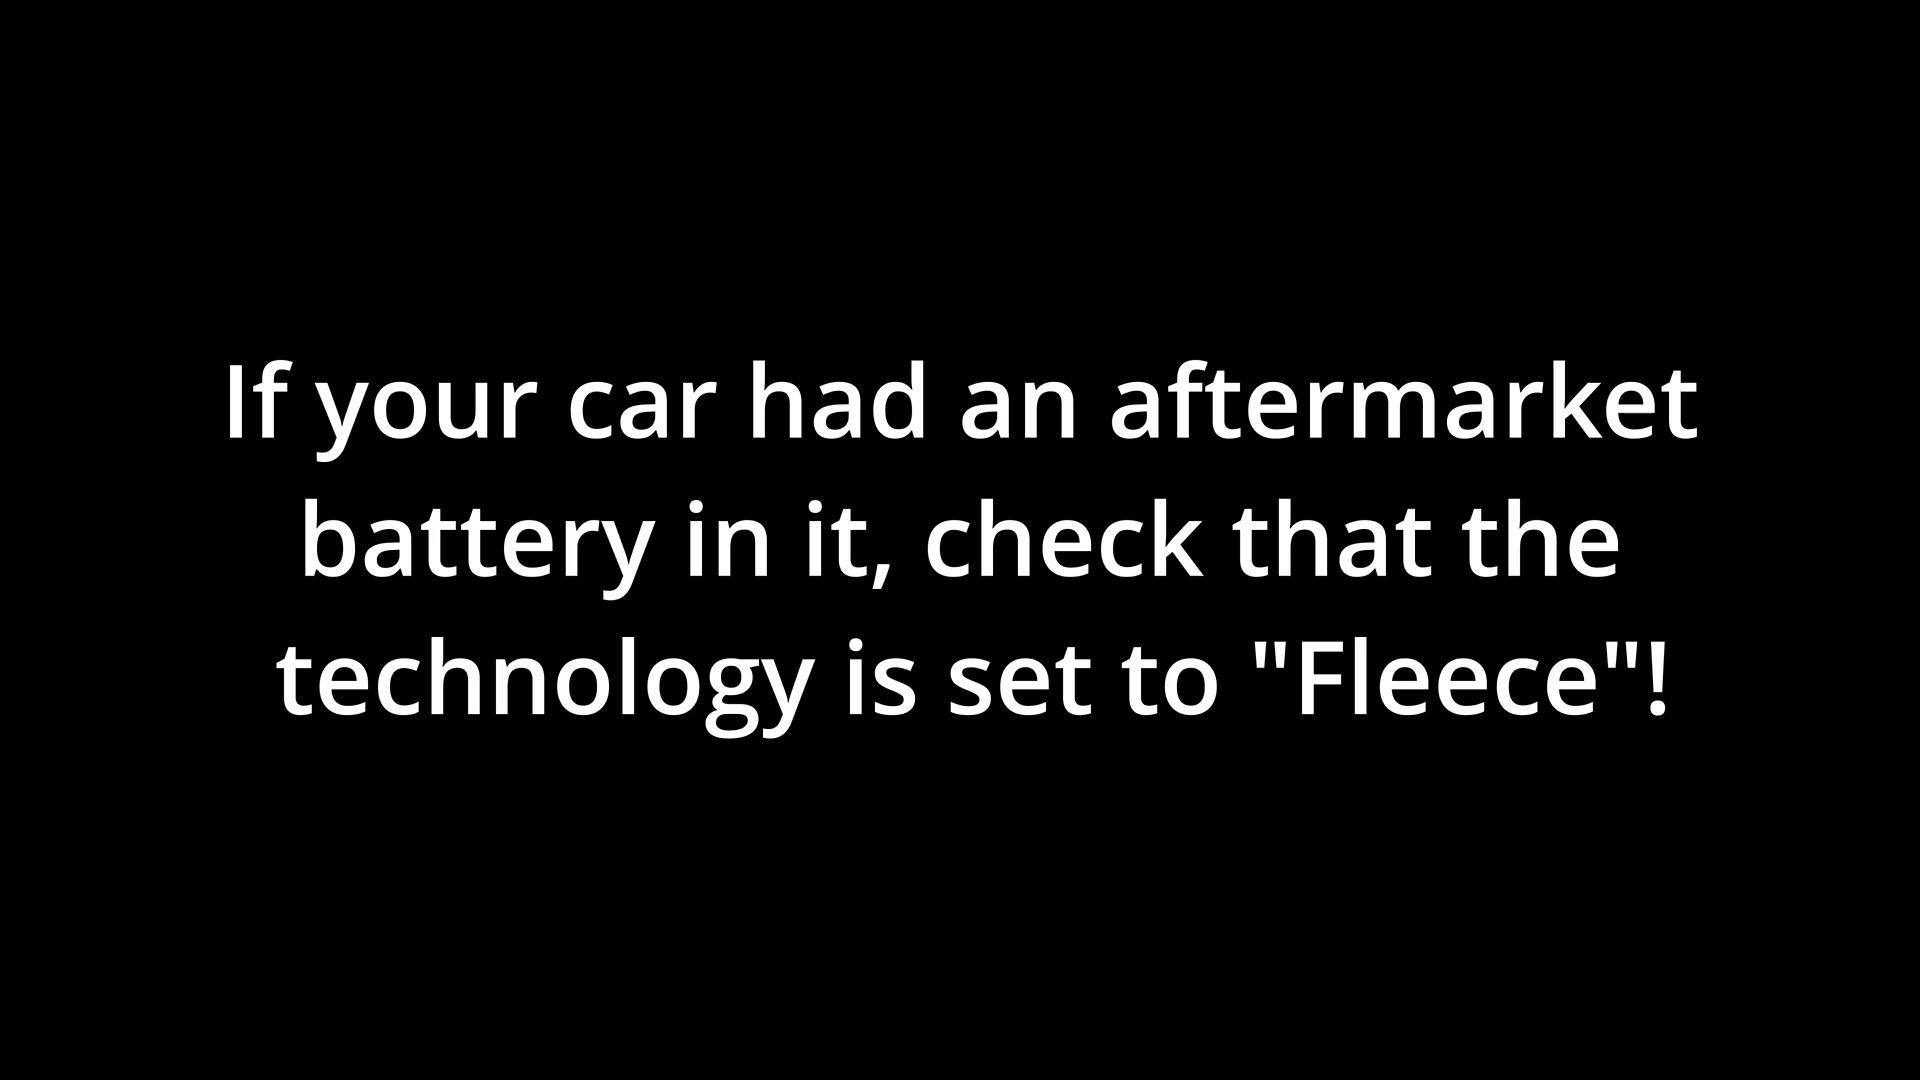 If your car had an aftermarket
battery in it, check that the
technology is set to "Fleece"!